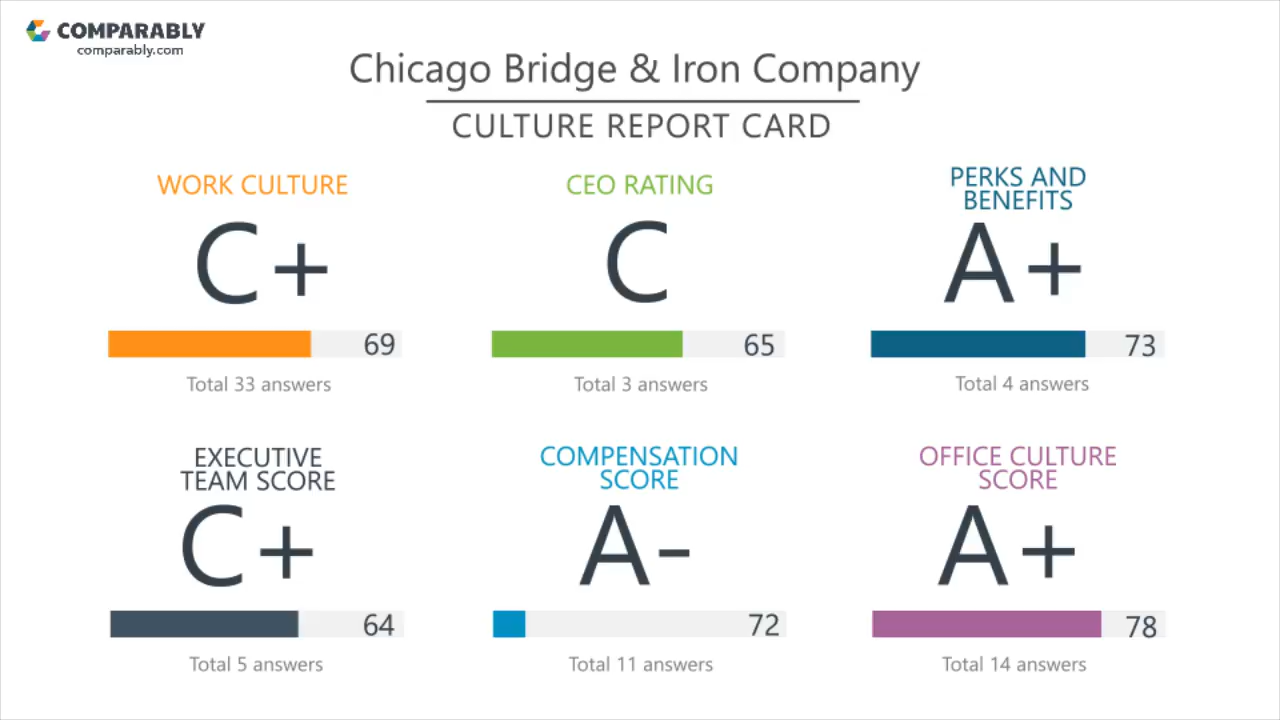 COMPARABLY
comparably.com
Chicago Bridge & Iron Company
CULTURE REPORT CARD
WORK CULTURE
C+
69
Total 33 answers
CEO RATING
C
65
Total 3 answers
PERKS AND
BENEFITS
A+
73
Total 4 answers
EXECUTIVE
TEAM SCORE
C+
64
Total 5 answers
COMPENSATION
SCORE
A-
72
Total 11 answers
OFFICE CULTURE
SCORE
A+
78
Total 14 answers